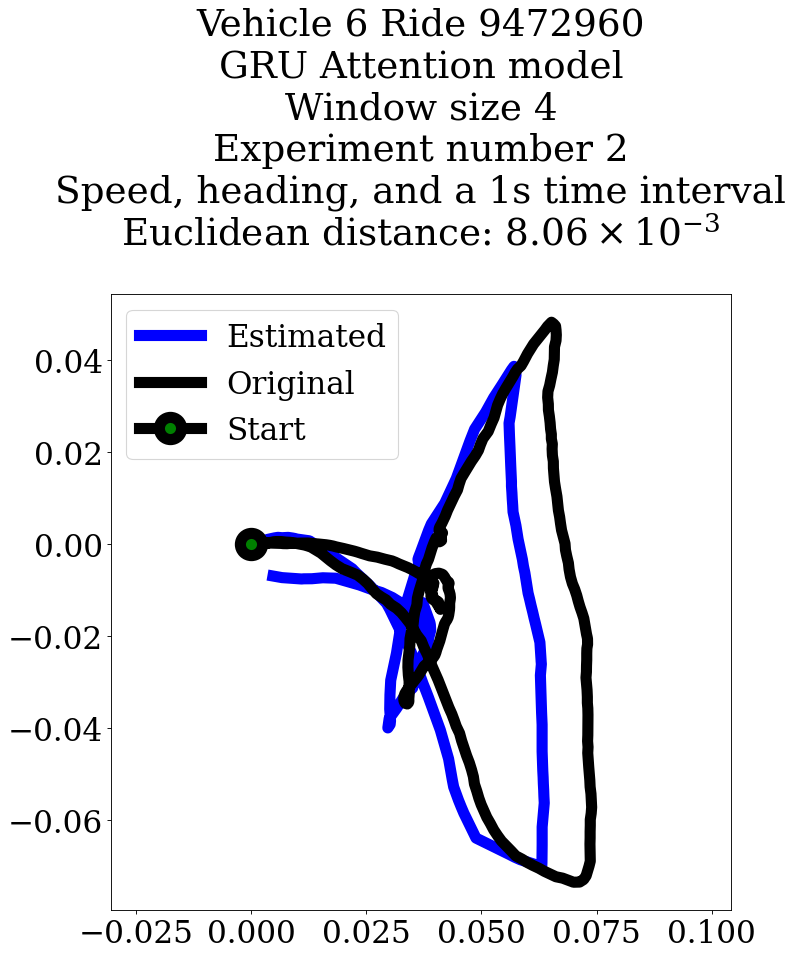 Vehicle 6 Ride 9472960
GRU Attention model
Window size 4
Experiment number 2
Speed, heading, and a 1s time interval
Euclidean distance: 8.06 × 10⁻³
Estimated
Original
Start
0.04
0.02
0.00
−0.02
−0.04
−0.06
−0.025 0.000 0.025 0.050 0.075 0.100